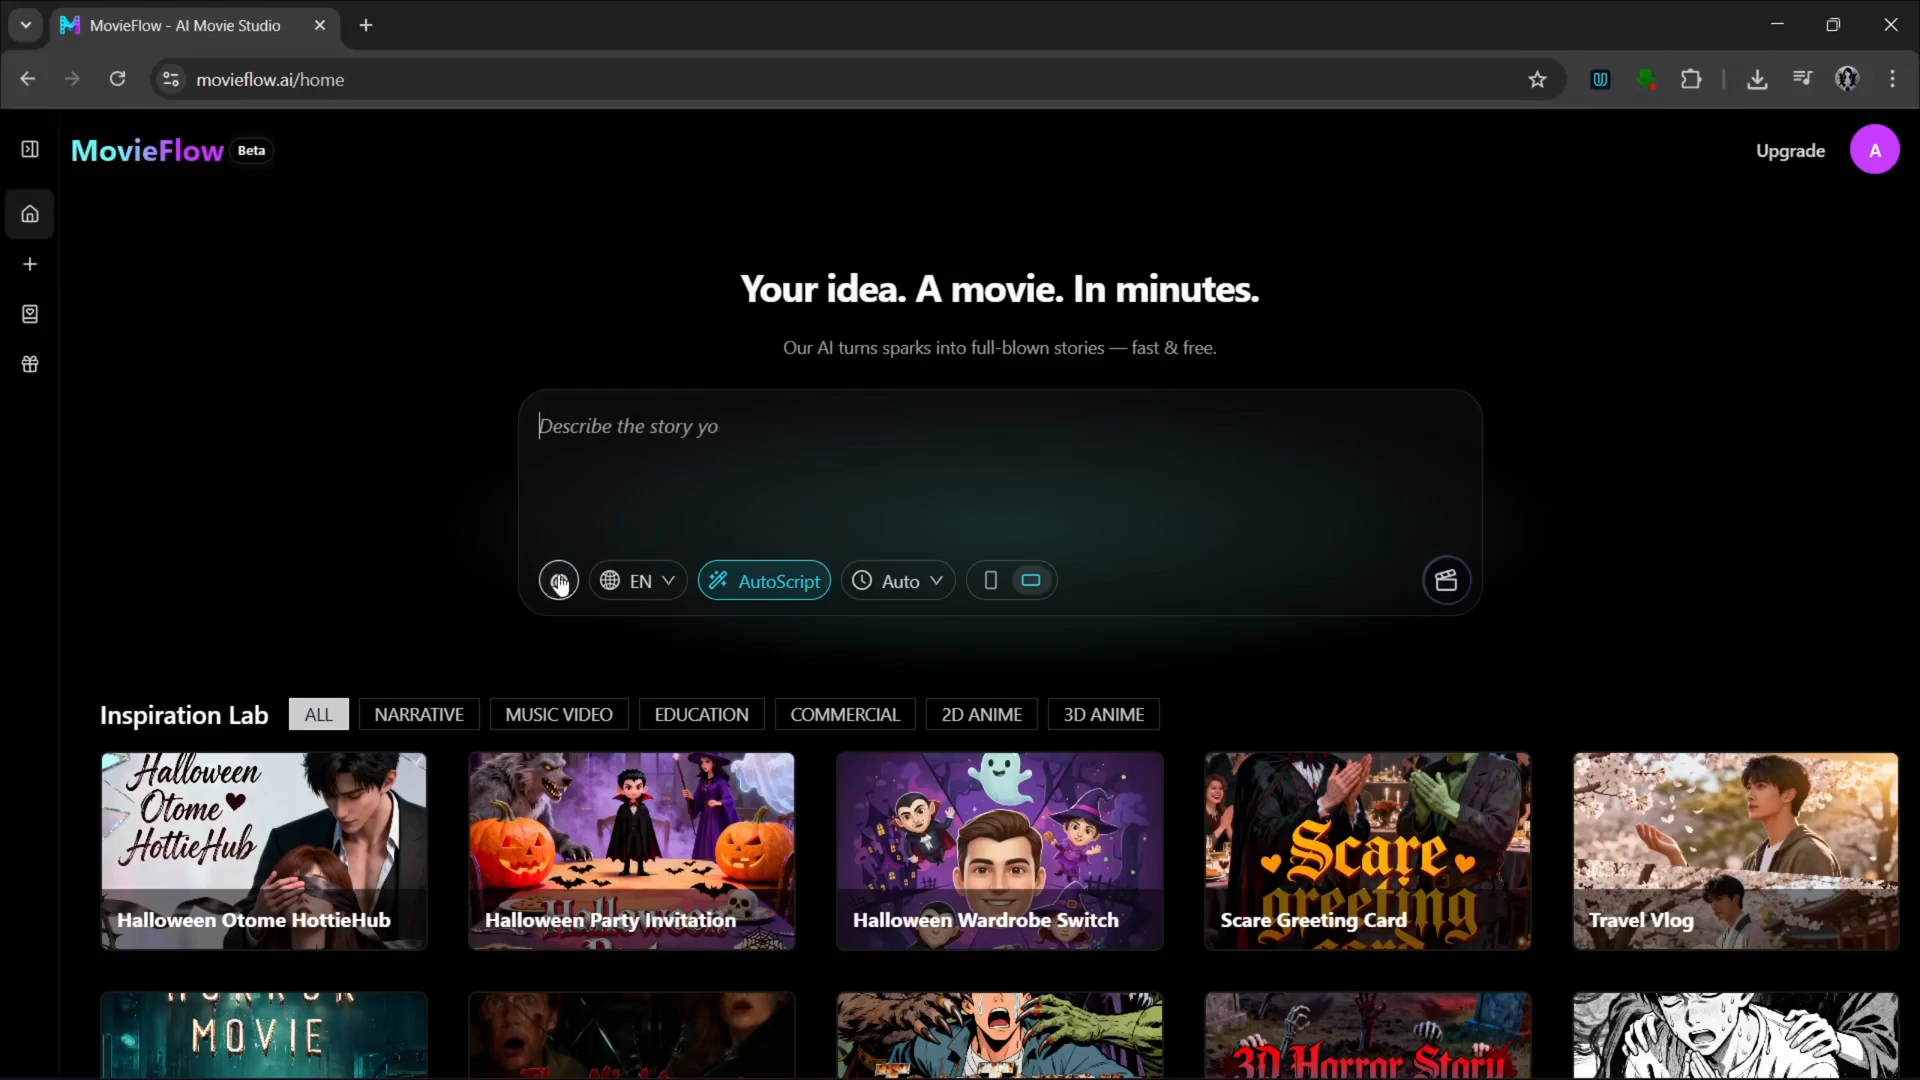 MovieFlow - AI Movie Studio
movieflow.ai/home
MovieFlow Beta
Upgrade
A
Your idea. A movie. In minutes.
Our AI turns sparks into full-blown stories — fast & free.
Describe the story yo
EN
AutoScript
Auto
Inspiration Lab
ALL
NARRATIVE
MUSIC VIDEO
EDUCATION
COMMERCIAL
2D ANIME
3D ANIME
Halloween
Otome
HottieHub
Halloween Otome HottieHub
Halloween Party Invitation
Halloween Wardrobe Switch
Scare
greeting
card
Scare Greeting Card
Travel Vlog
HORROR
MOVIE
3D Horror Story